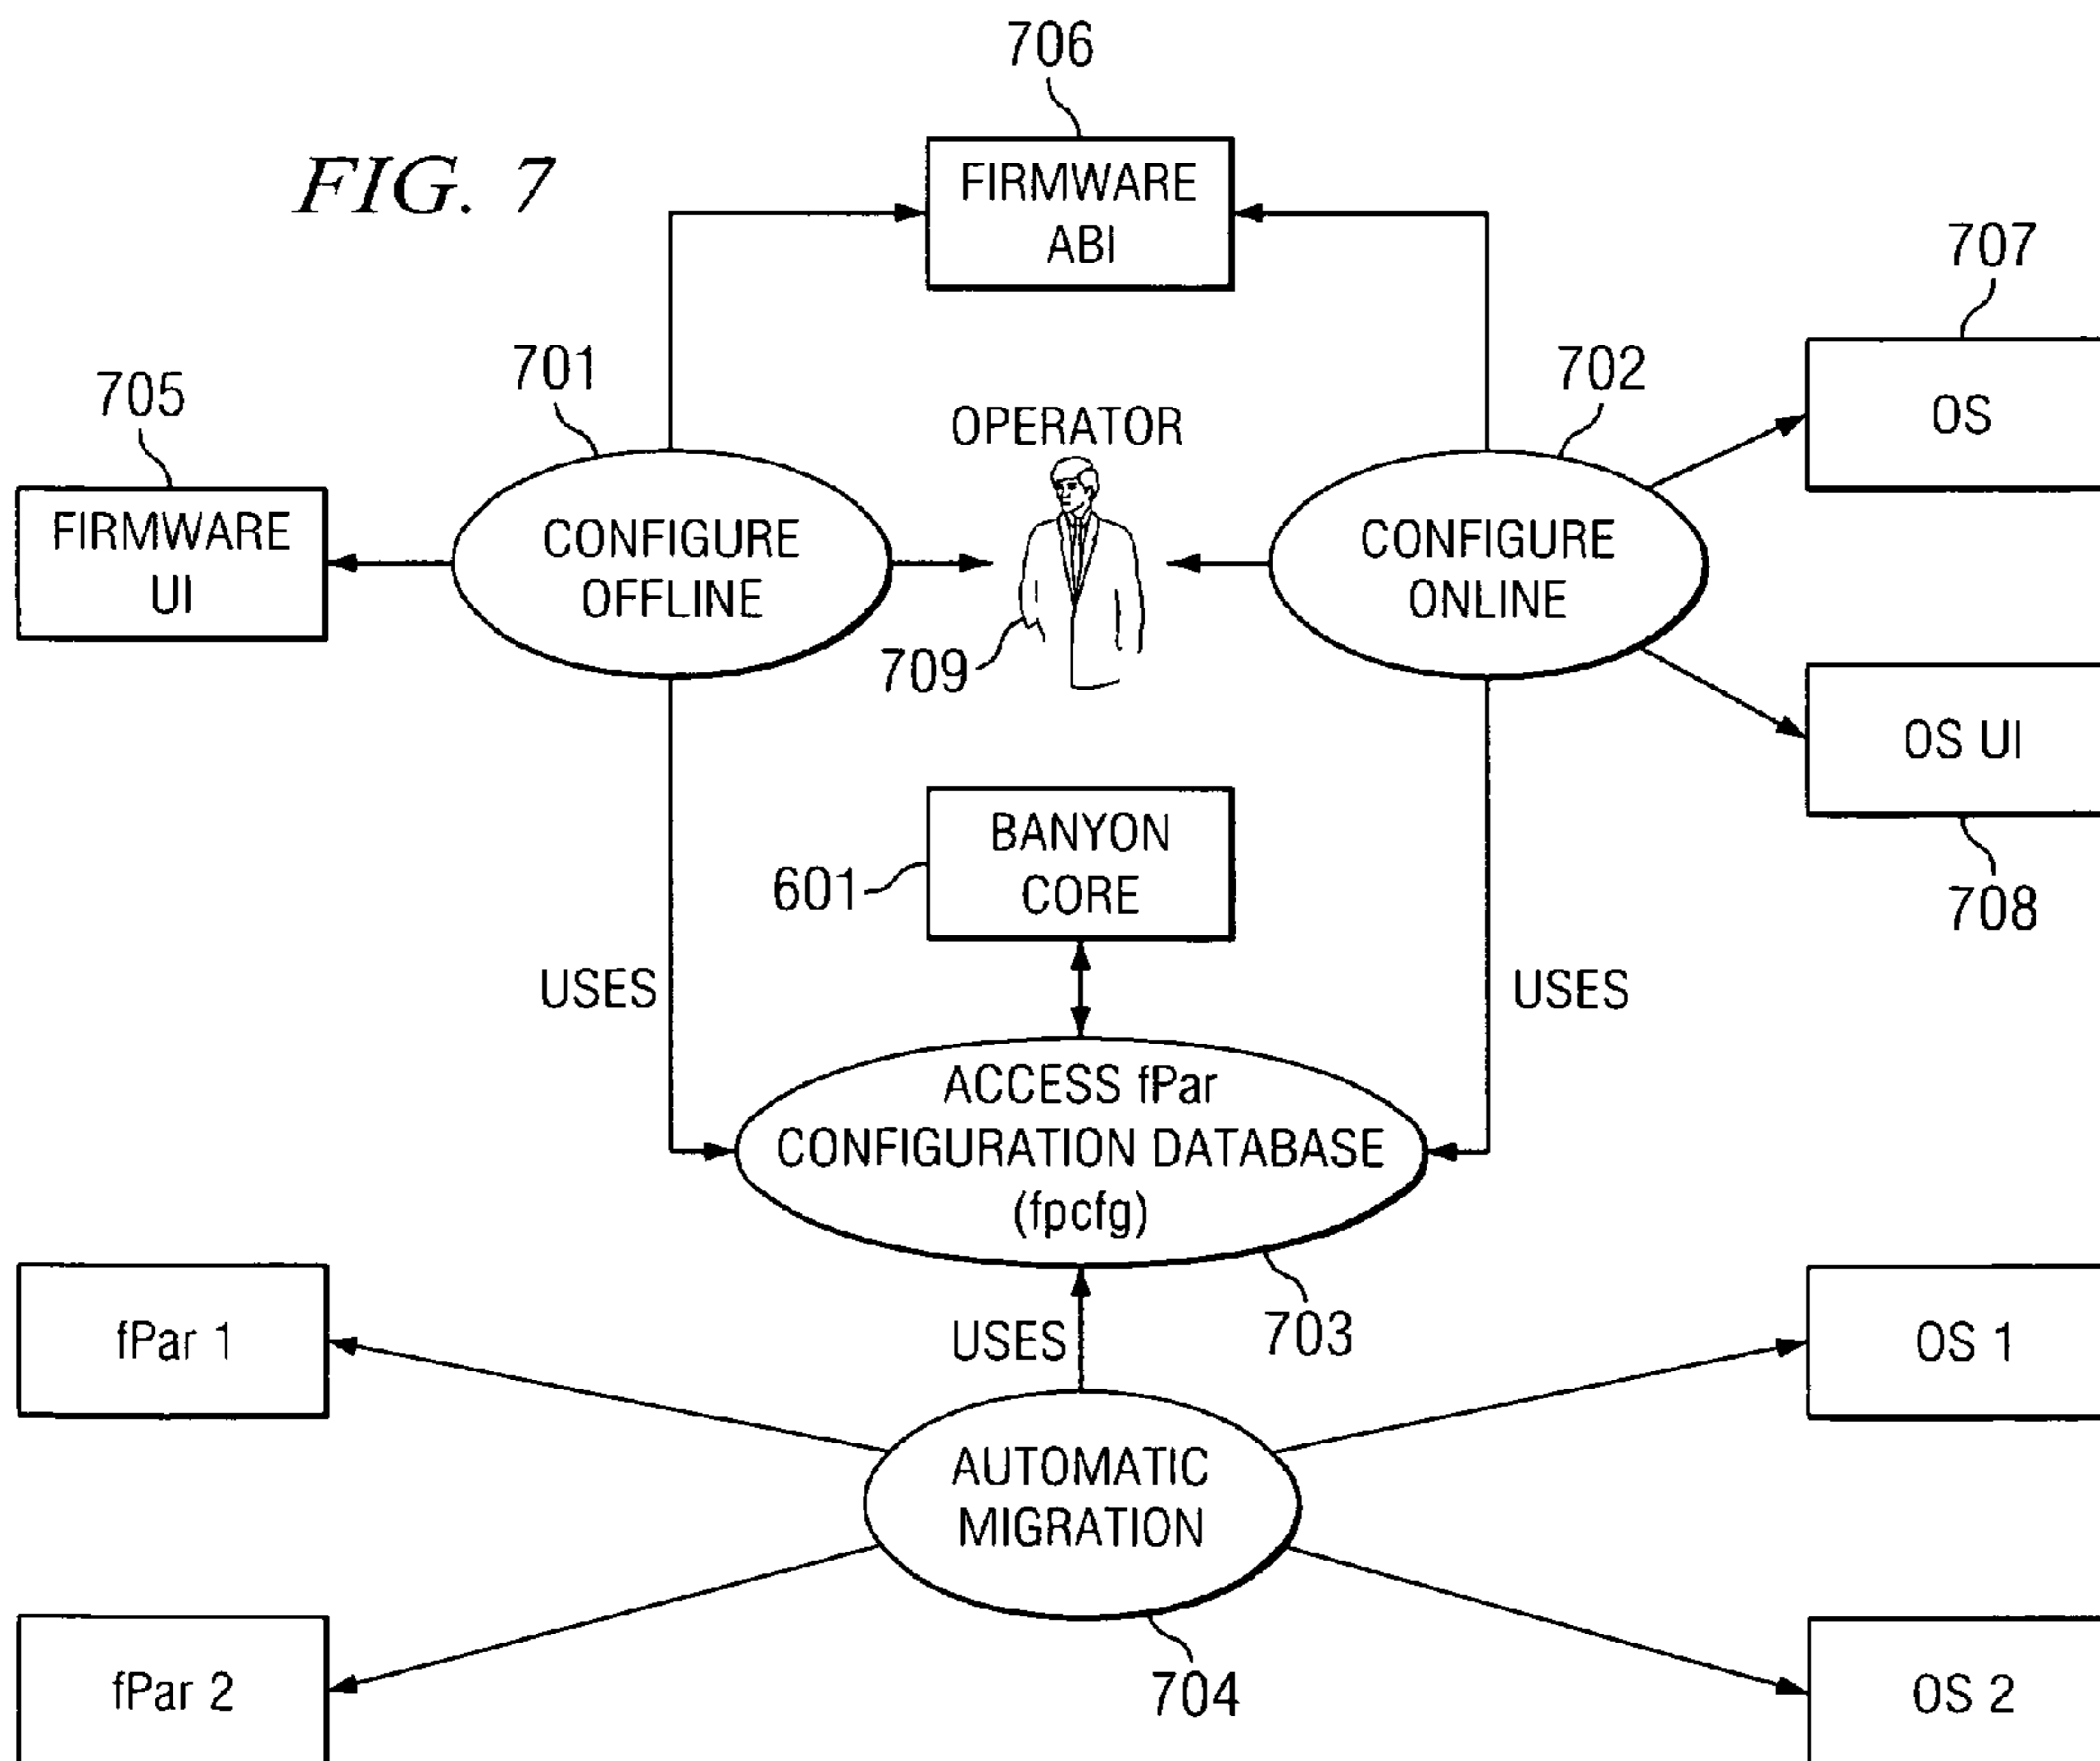 FIG. 7
706
FIRMWARE
ABI
707
OS
705
FIRMWARE
UI
701
CONFIGURE
OFFLINE
OPERATOR
709
702
CONFIGURE
ONLINE
OS UI
708
BANYON
CORE
601
USES
USES
ACCESS fPar
CONFIGURATION DATABASE
(fpcfg)
703
USES
fPar 1
OS 1
AUTOMATIC
MIGRATION
704
fPar 2
OS 2